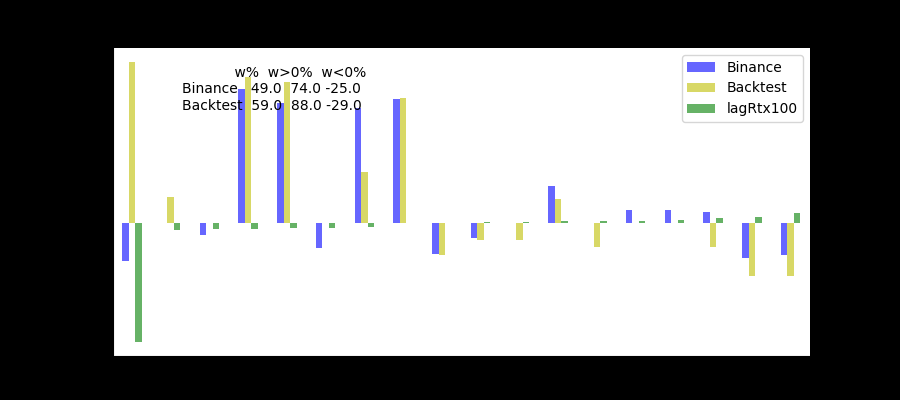 w%  w>0%  w<0%
Binance   49.0  74.0 -25.0
Backtest  59.0  88.0 -29.0
Binance
Backtest
lagRtx100